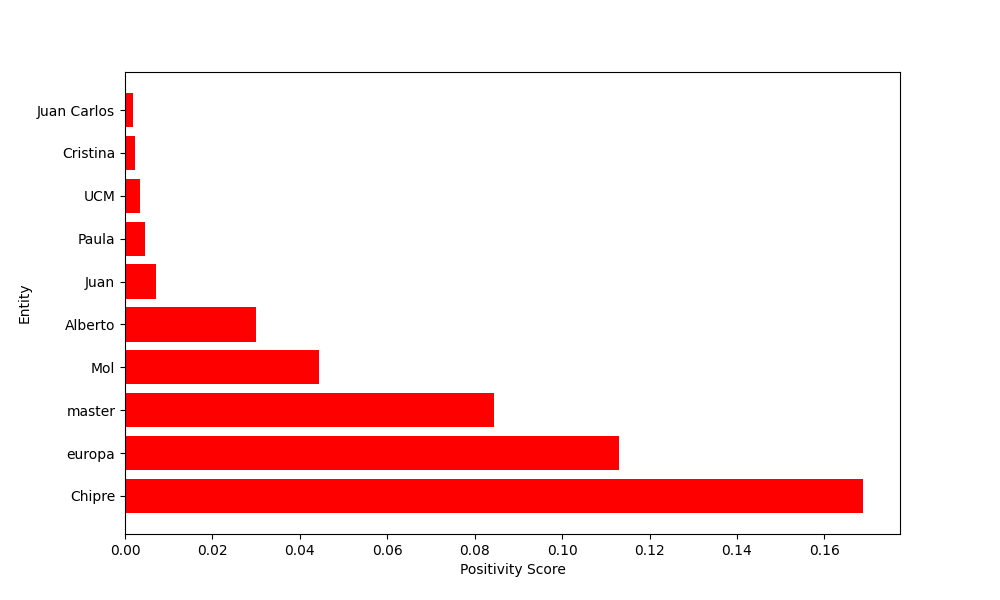 Juan Carlos
Cristina
UCM
Paula
Juan
Alberto
Mol
master
europa
Chipre
Entity
0.00 0.02 0.04 0.06 0.08 0.10 0.12 0.14 0.16
Positivity Score